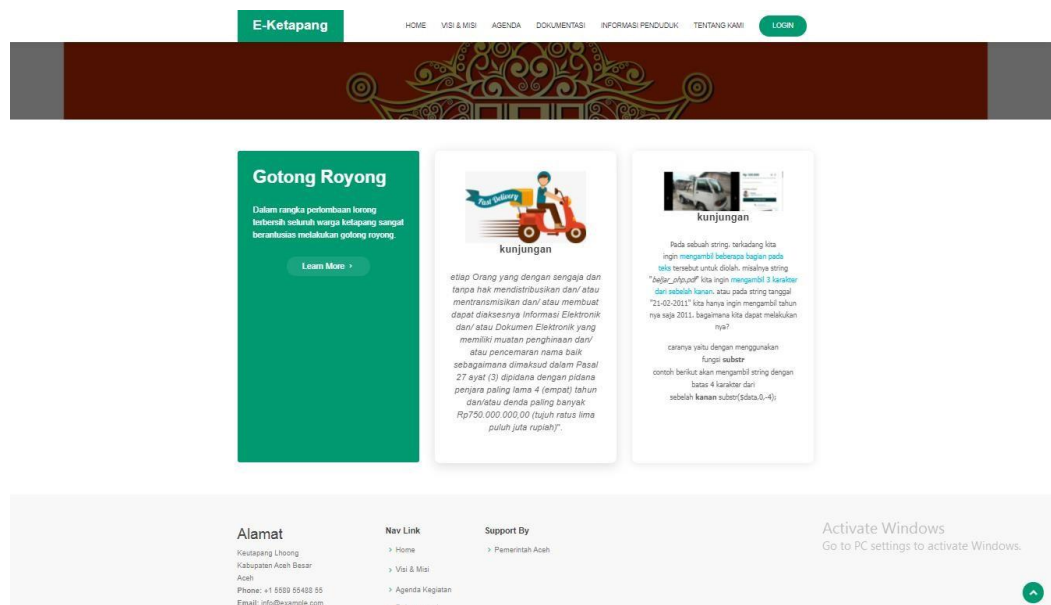 E-Ketapang
HOME VISI & MISI AGENDA DOKUMENTASI INFORMASI PENDUDUK TENTANG KAMI LOGIN
Gotong Royong
Dalam rangka perlombaan lorong
terbersih seluruh warga ketapang sangat
berantusias melakukan gotong royong.
Learn More >
Fast Delivery
kunjungan
etiap Orang yang dengan sengaja dan
tanpa hak mendistribusikan dan/ atau
mentransmisikan dan/ atau membuat
dapat diaksesnya Informasi Elektronik
dan/ atau Dokumen Elektronik yang
memiliki muatan penghinaan dan/
atau pencemaran nama baik
sebagaimana dimaksud dalam Pasal
27 ayat (3) dipidana dengan pidana
penjara paling lama 4 (empat) tahun
dan/atau denda paling banyak
Rp750.000.000,00 (tujuh ratus lima
puluh juta rupiah)".
kunjungan
Pada sebuah string, terkadang kita
ingin mengambil beberapa bagian pada
teks tersebut untuk diolah. misalnya string
"beljar_php.pdf" kita ingin mengambil 3 karakter
dari sebelah kanan. atau pada string tanggal
"21-02-2011" kita hanya ingin mengambil tahun
nya saja 2011. bagaimana kita dapat melakukan
nya?
caranya yaitu dengan menggunakan
fungsi substr
contoh berikut akan mengambil string dengan
batas 4 karakter dari
sebelah kanan substr($data,0,-4);
Alamat
Keutapang Lhoong
Kabupaten Aceh Besar
Aceh
Phone: +1 5589 55488 55
Email: info@example.com
Nav Link
> Home
> Visi & Misi
> Agenda Kegiatan
Support By
> Pemerintah Aceh
Activate Windows
Go to PC settings to activate Windows.